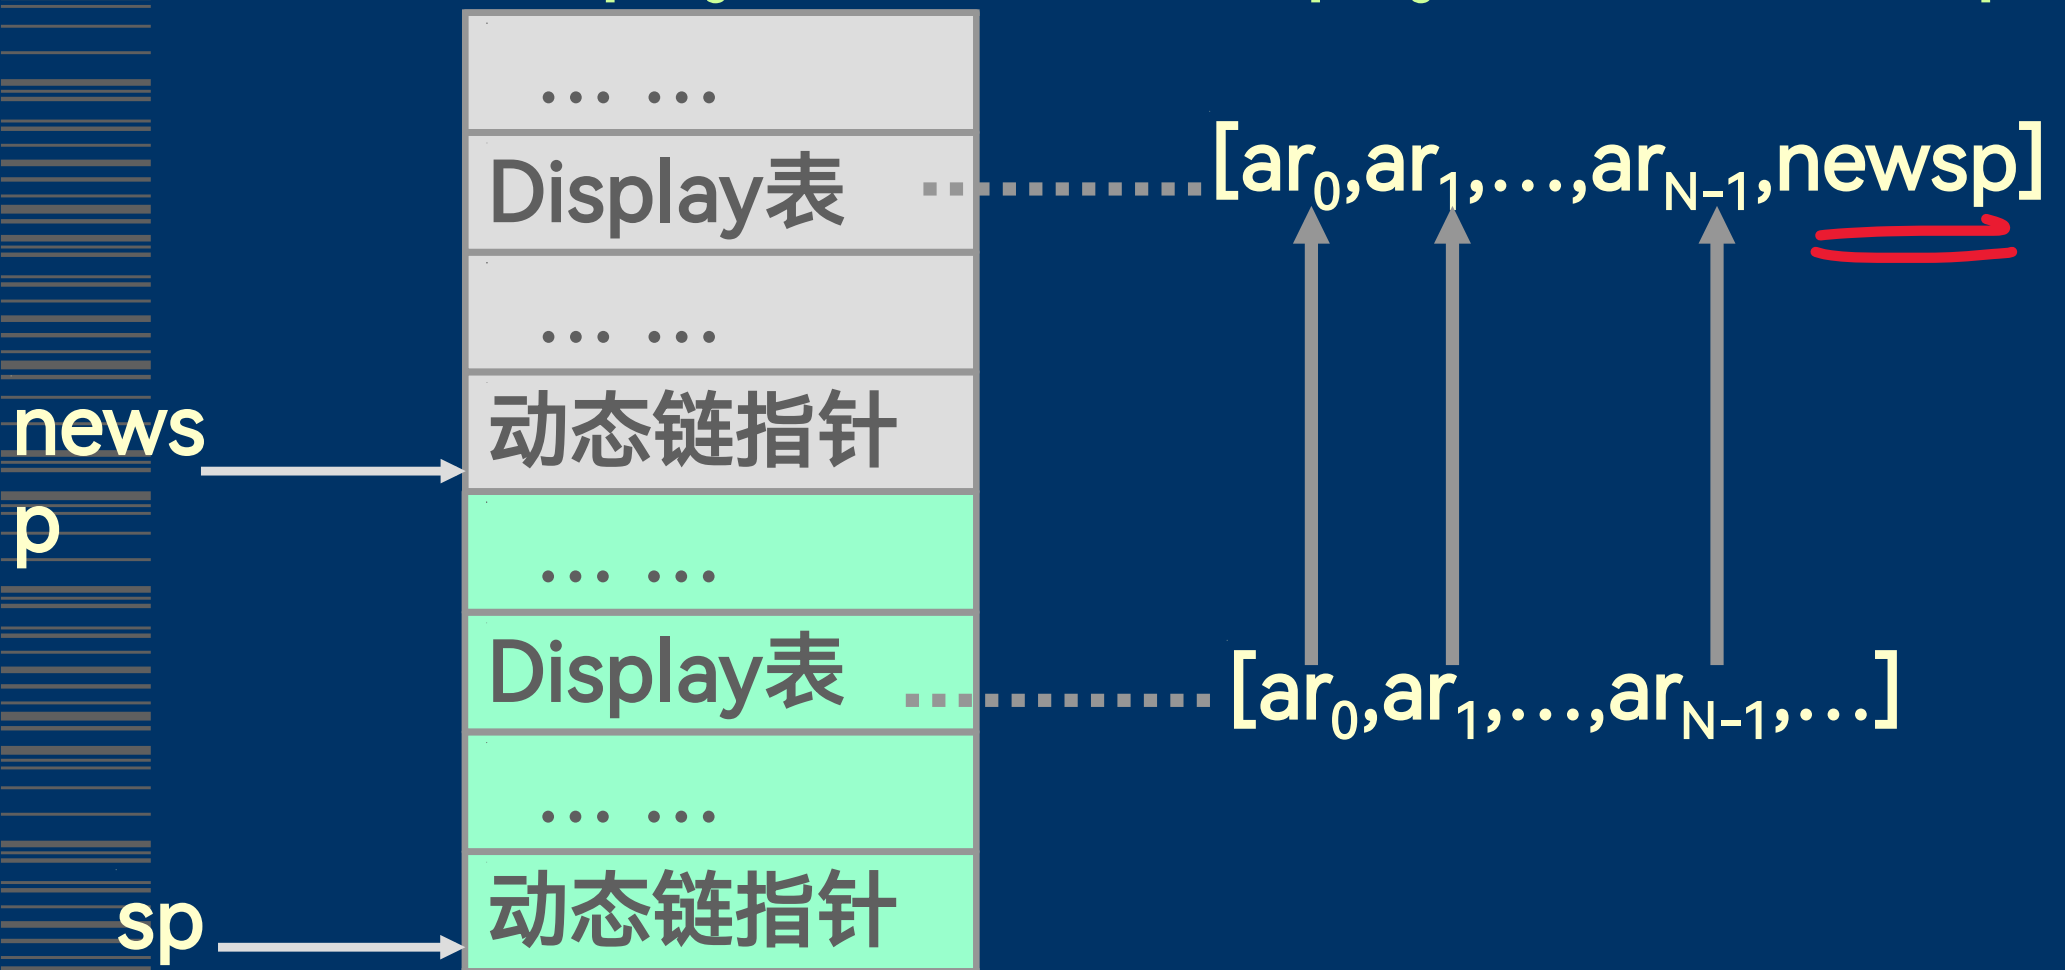 … …
Display表
[ar0,ar1,…,arN-1,newsp]
… …
动态链指针
news
p
… …
Display表
[ar0,ar1,…,arN-1,…]
… …
动态链指针
sp